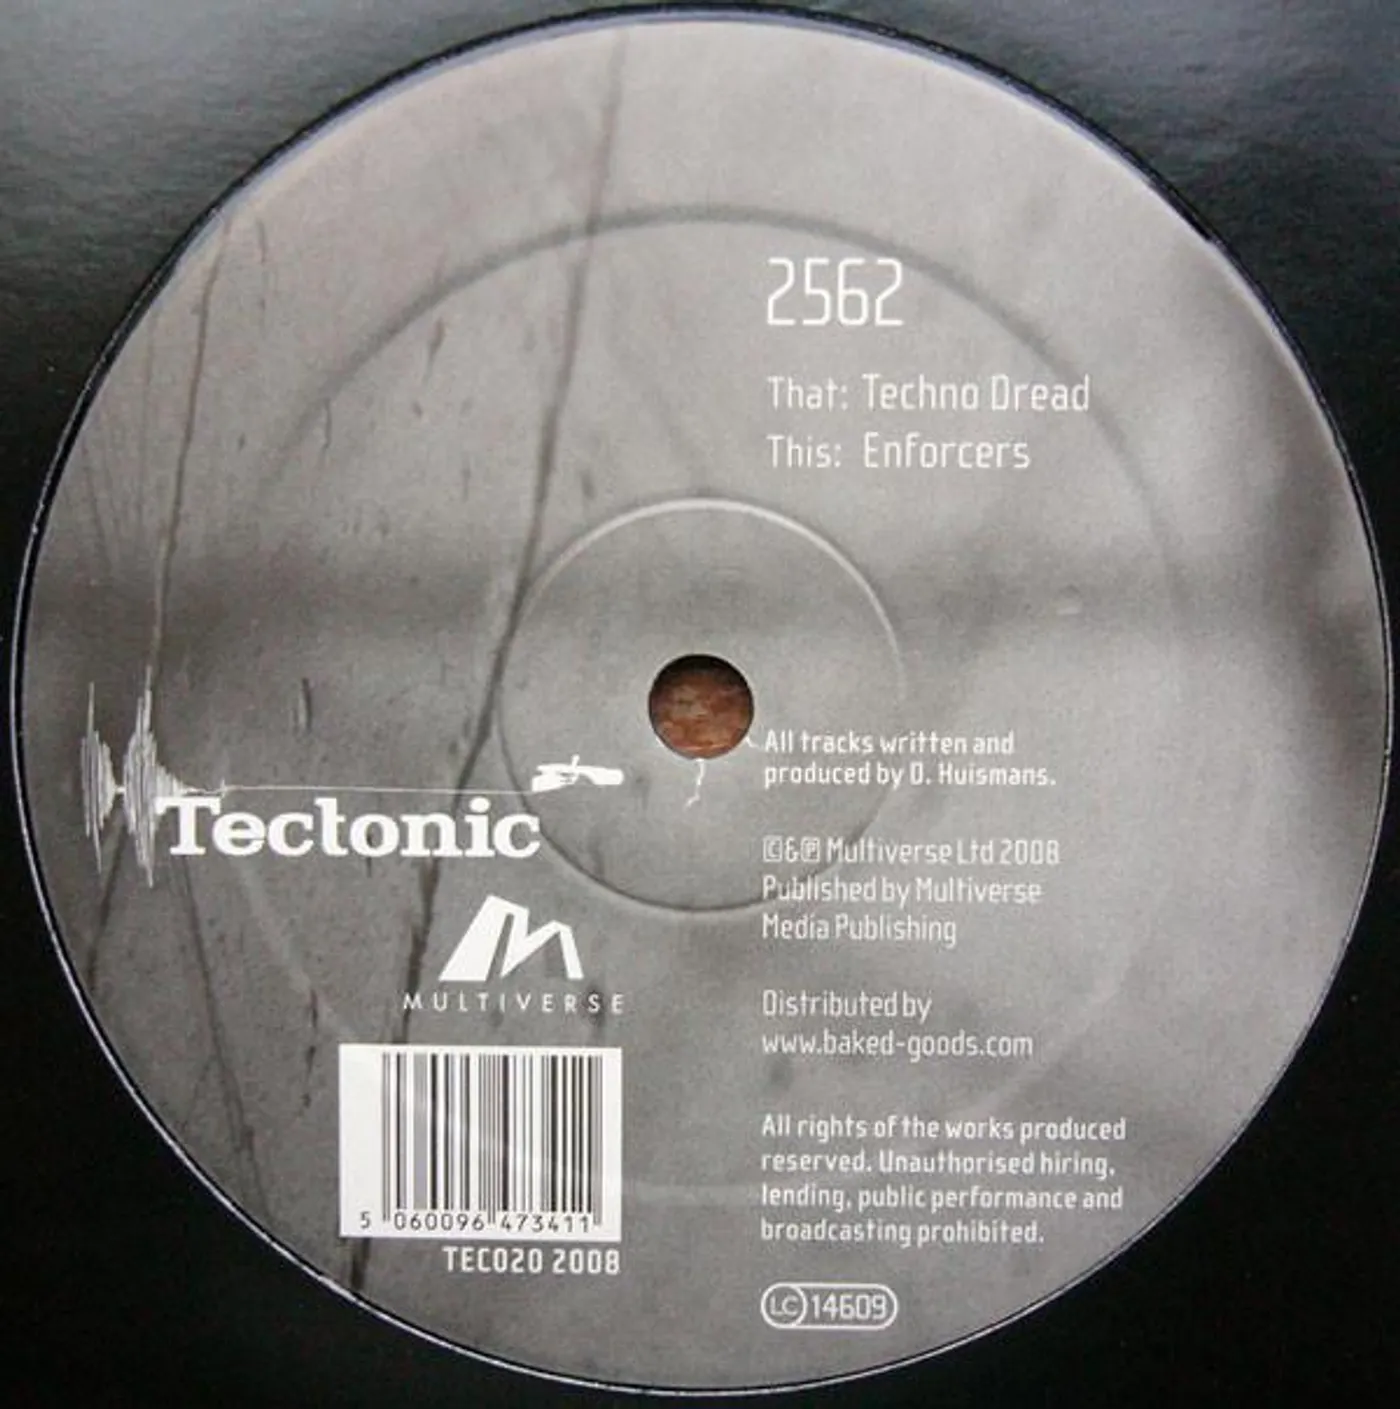 2562
That: Techno Dread
This: Enforcers
All tracks written and
produced by D. Huismans.
©&℗ Multiverse Ltd 2008
Published by Multiverse
Media Publishing
Distributed by
www.baked-goods.com
All rights of the works produced
reserved. Unauthorised hiring,
lending, public performance and
broadcasting prohibited.
LC 14609
Tectonic
MULTIVERSE
5 060096 473411
TEC020 2008